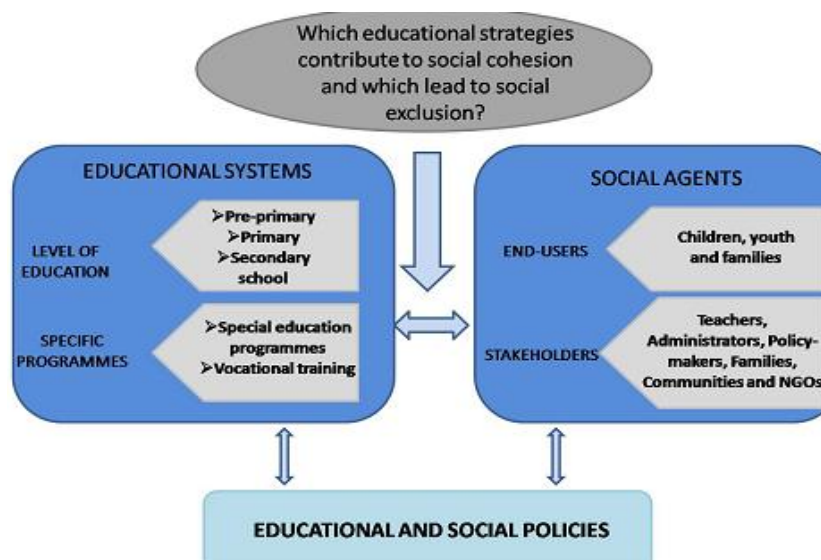 Which educational strategies
contribute to social cohesion
and which lead to social
exclusion?
EDUCATIONAL SYSTEMS
LEVEL OF
EDUCATION
➢Pre-primary
➢Primary
➢Secondary
school
SPECIFIC
PROGRAMMES
➢Special education
programmes
➢Vocational training
SOCIAL AGENTS
END-USERS
Children, youth
and families
STAKEHOLDERS
Teachers,
Administrators, Policy-
makers, Families,
Communities and NGOs
EDUCATIONAL AND SOCIAL POLICIES